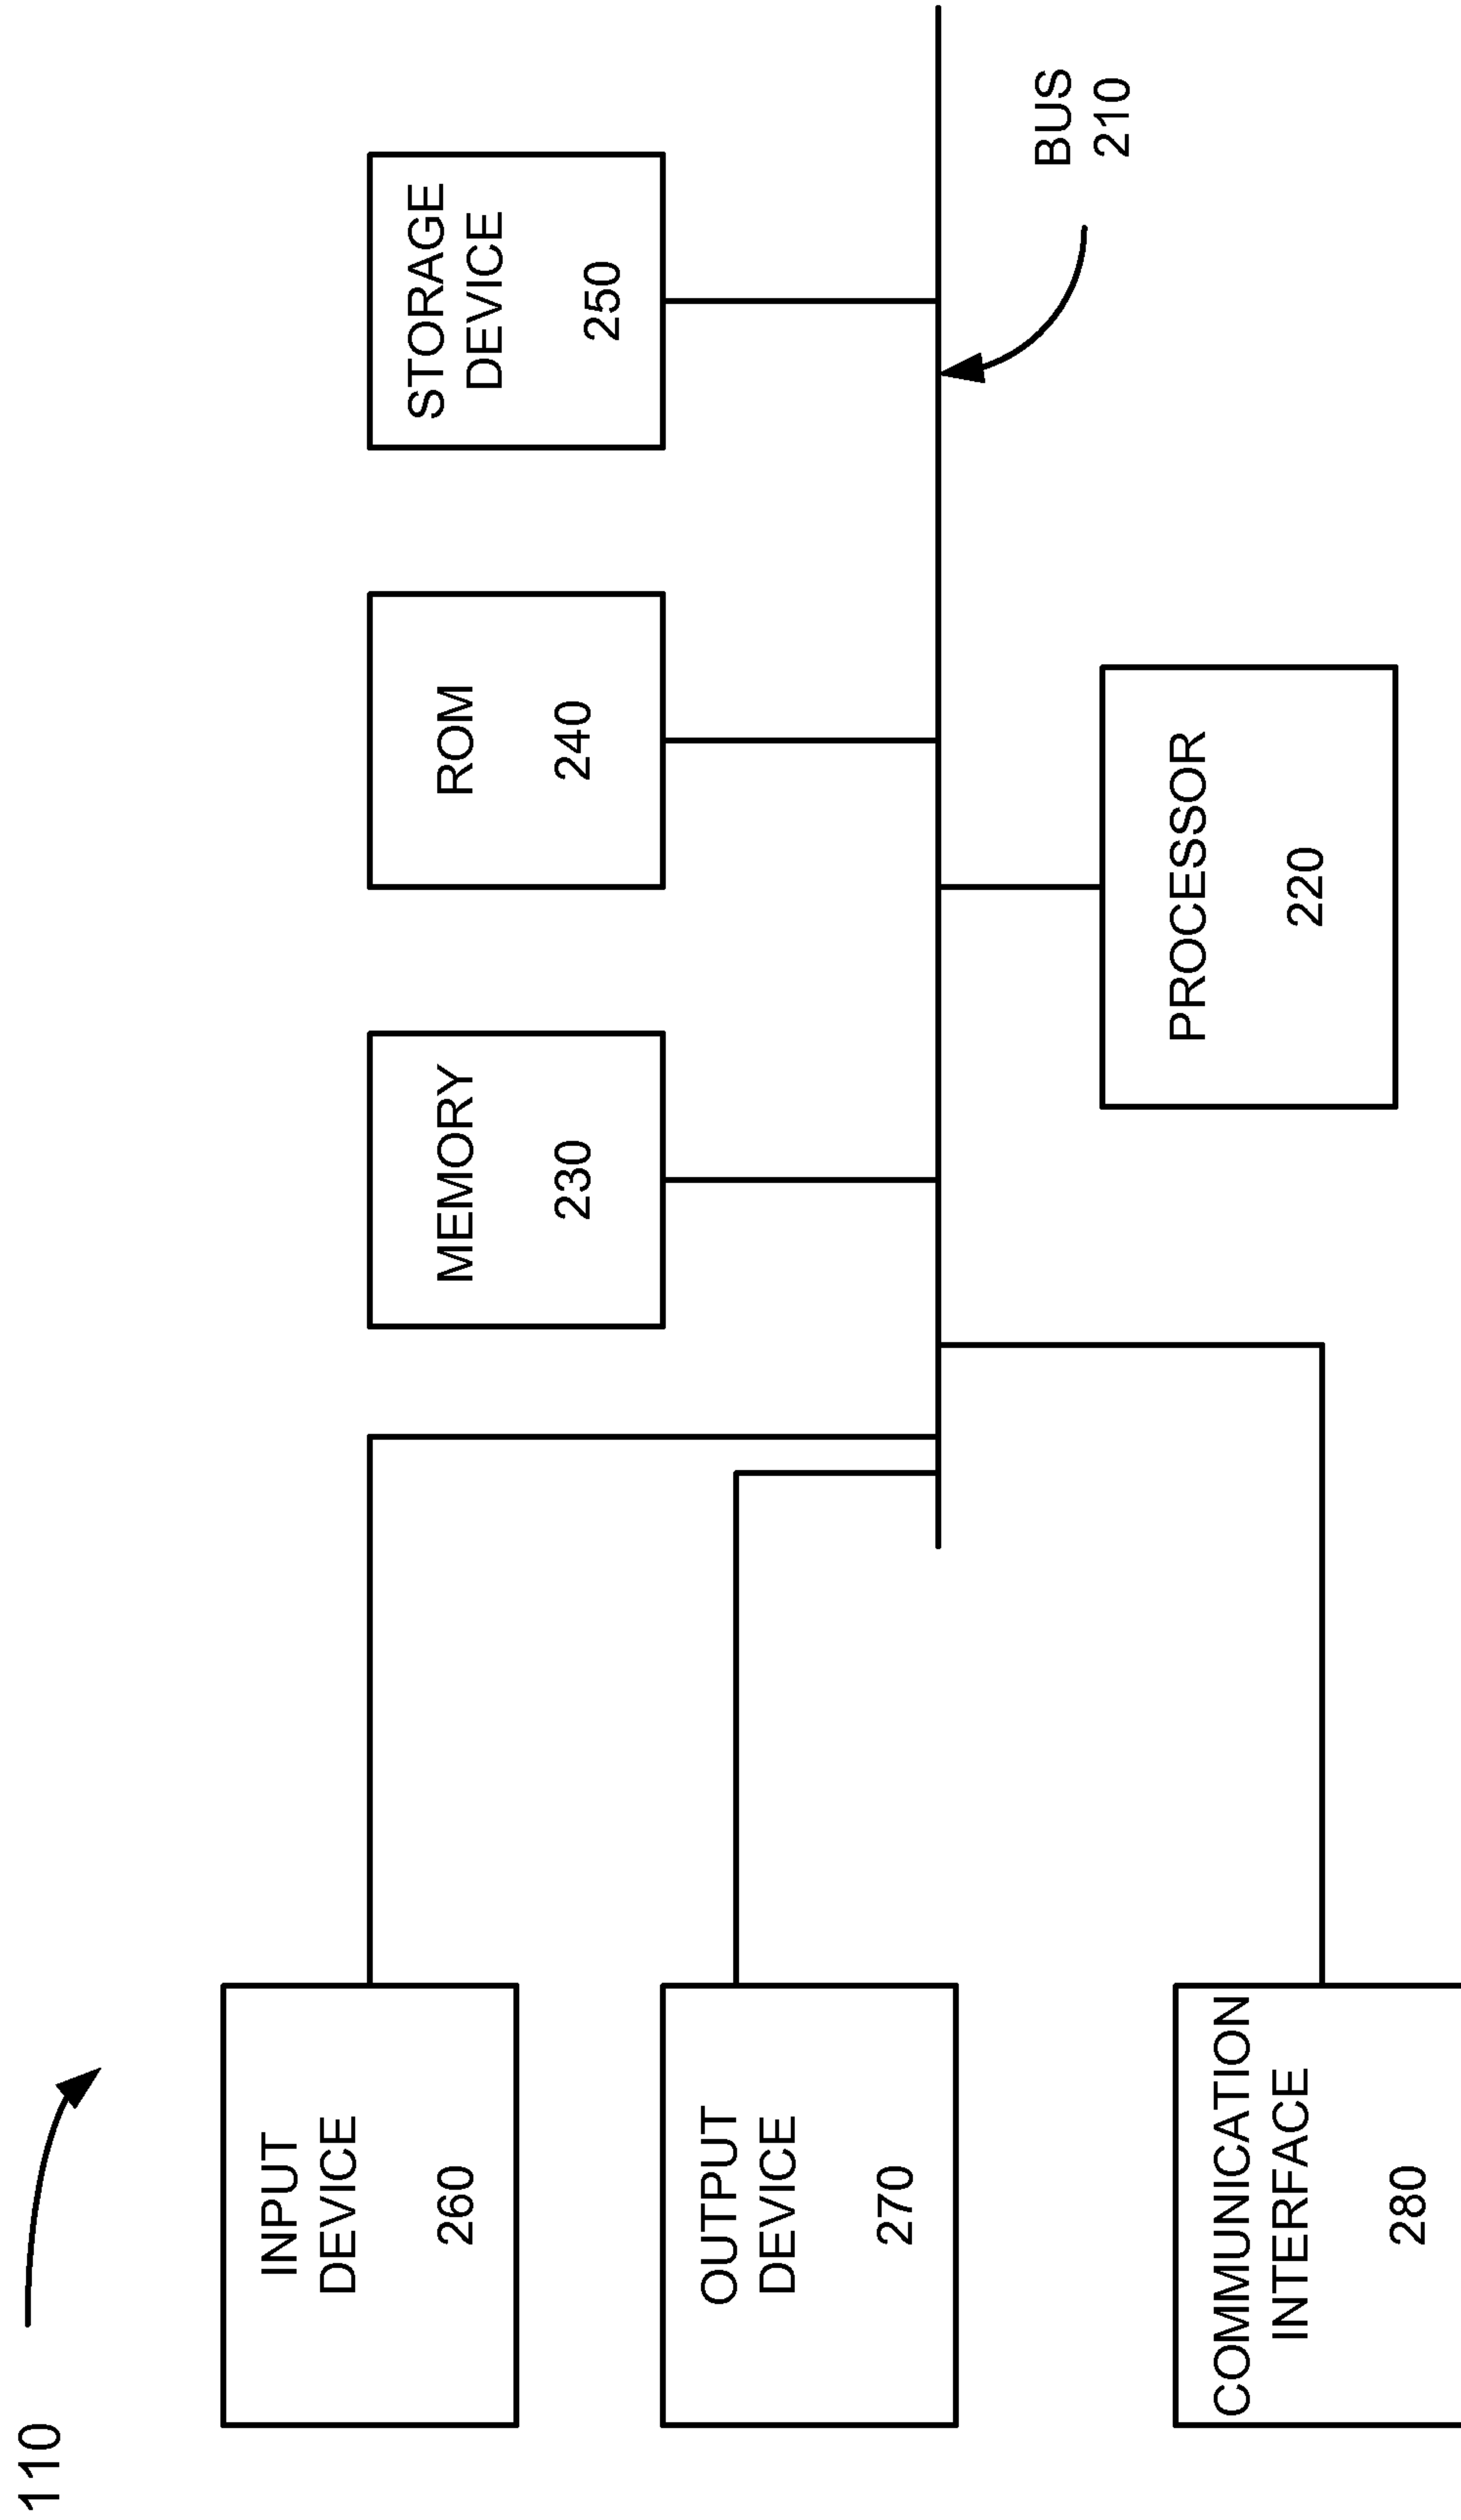 110
INPUT
DEVICE
260
MEMORY
230
ROM
240
STORAGE
DEVICE
250
OUTPUT
DEVICE
270
BUS
210
COMMUNICATION
INTERFACE
280
PROCESSOR
220